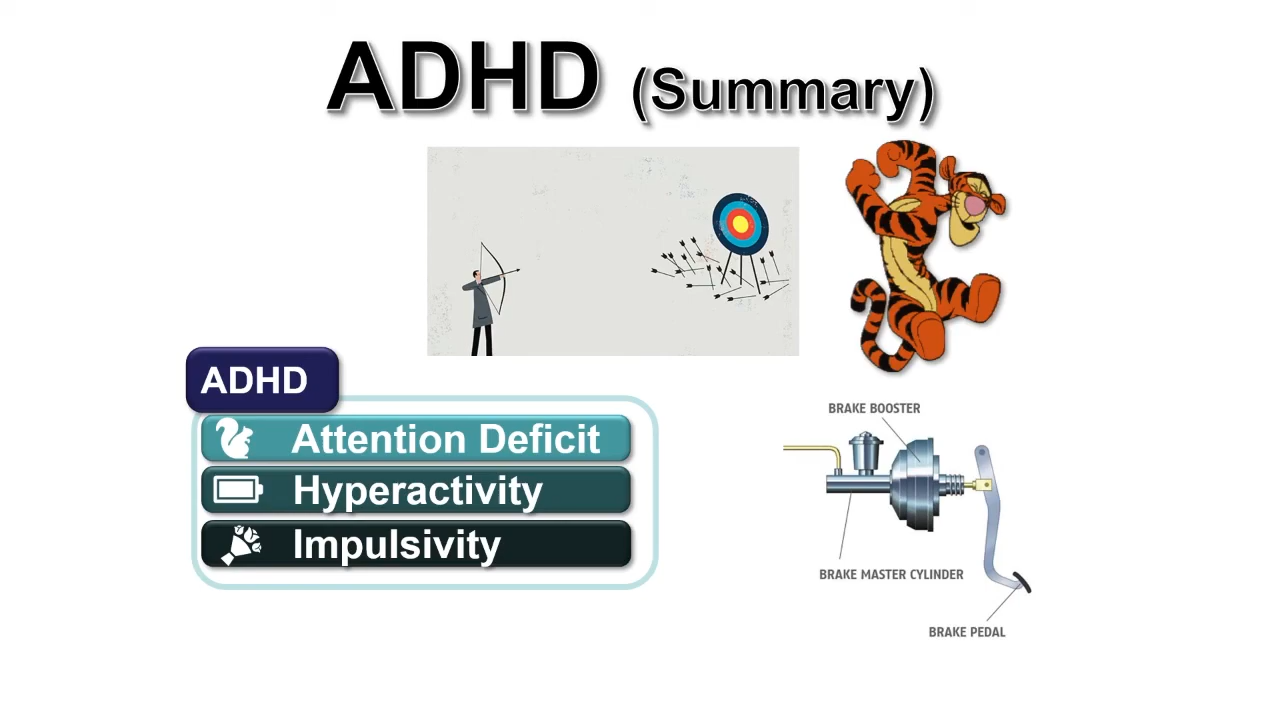 ADHD (Summary)
ADHD
Attention Deficit
Hyperactivity
Impulsivity
BRAKE BOOSTER
BRAKE MASTER CYLINDER
BRAKE PEDAL